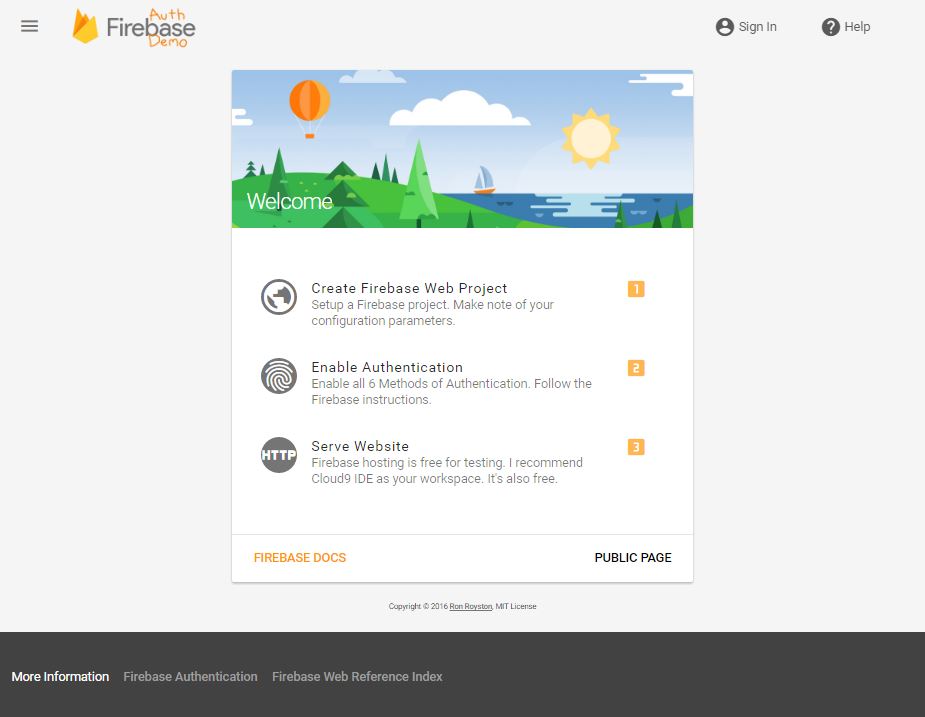 Auth
Firebase
Demo
Sign In
Help
Welcome
Create Firebase Web Project
1
Setup a Firebase project. Make note of your
configuration parameters.
Enable Authentication
2
Enable all 6 Methods of Authentication. Follow the
Firebase instructions.
HTTP
Serve Website
3
Firebase hosting is free for testing. I recommend
Cloud9 IDE as your workspace. It's also free.
FIREBASE DOCS
PUBLIC PAGE
Copyright © 2016 Ron Royston, MIT License
More Information
Firebase Authentication
Firebase Web Reference Index